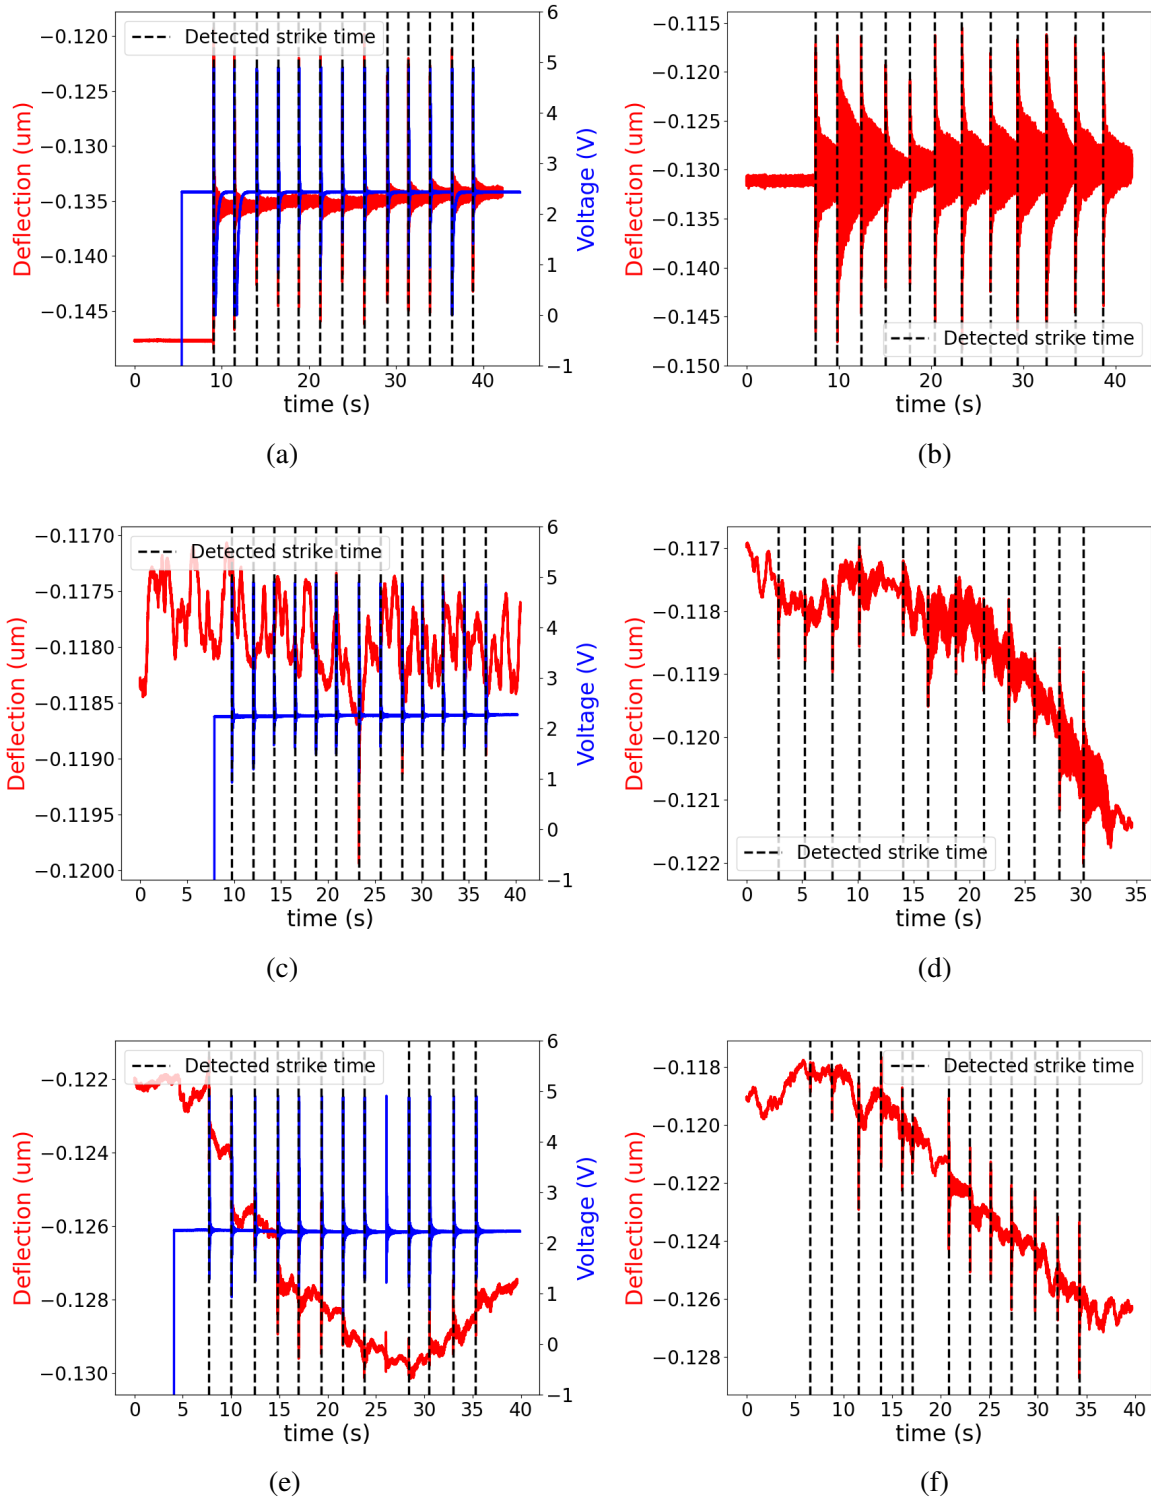 Detected strike time
Deflection (um)
−0.120
−0.125
−0.130
−0.135
−0.140
−0.145
Voltage (V)
6
5
4
3
2
1
0
−1
0 10 20 30 40
time (s)
(a)
Detected strike time
Deflection (um)
−0.115
−0.120
−0.125
−0.130
−0.135
−0.140
−0.145
−0.150
0 10 20 30 40
time (s)
(b)
Detected strike time
Deflection (um)
−0.1170
−0.1175
−0.1180
−0.1185
−0.1190
−0.1195
−0.1200
Voltage (V)
6
5
4
3
2
1
0
−1
0 5 10 15 20 25 30 35 40
time (s)
(c)
Detected strike time
Deflection (um)
−0.117
−0.118
−0.119
−0.120
−0.121
−0.122
0 5 10 15 20 25 30 35
time (s)
(d)
Detected strike time
Deflection (um)
−0.122
−0.124
−0.126
−0.128
−0.130
Voltage (V)
6
5
4
3
2
1
0
−1
0 5 10 15 20 25 30 35 40
time (s)
(e)
Detected strike time
Deflection (um)
−0.118
−0.120
−0.122
−0.124
−0.126
−0.128
0 5 10 15 20 25 30 35 40
time (s)
(f)